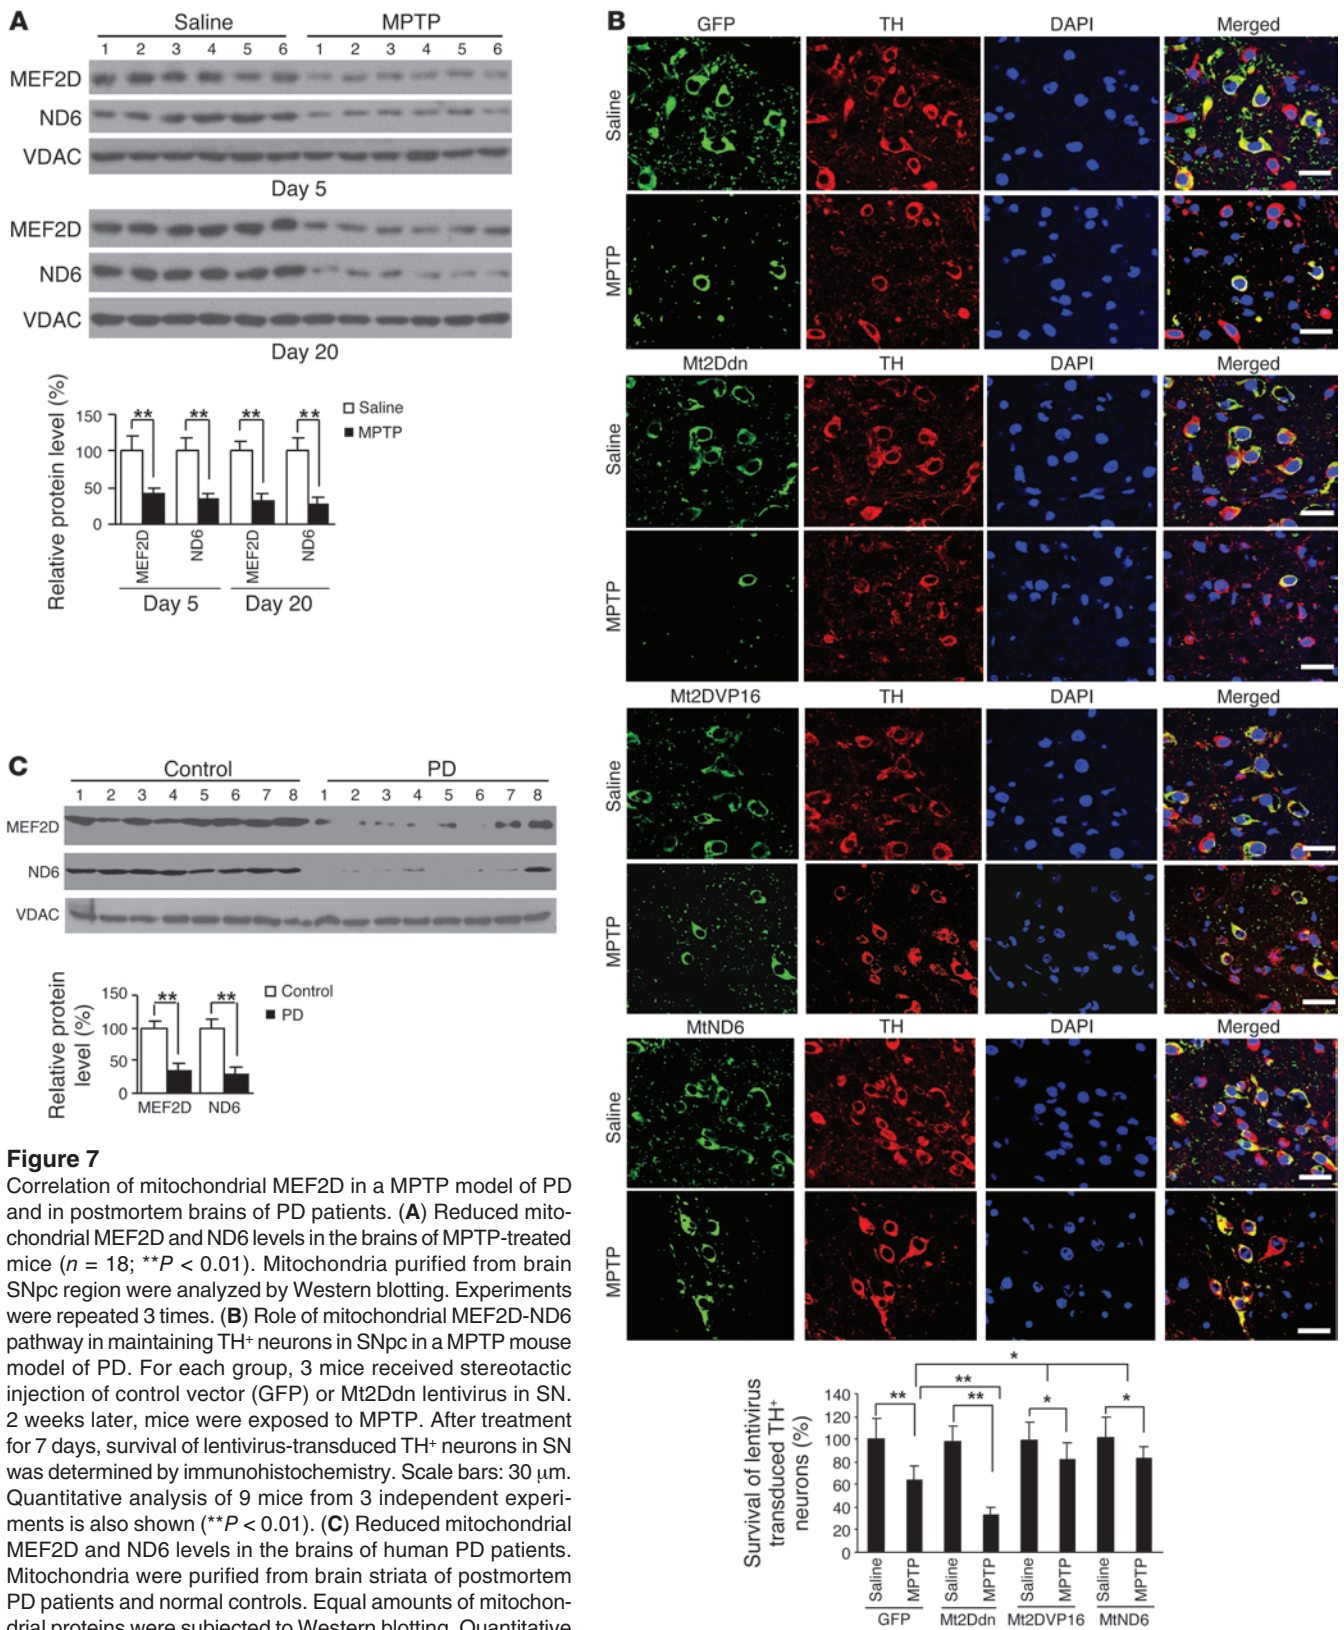 A
Saline MPTP
1 2 3 4 5 6 1 2 3 4 5 6
MEF2D
ND6
VDAC
Day 5
MEF2D
ND6
VDAC
Day 20
Relative protein level (%)
150
100
50
0
** ** ** **
Saline
MPTP
MEF2D ND6 MEF2D ND6
Day 5 Day 20
C
Control PD
1 2 3 4 5 6 7 8 1 2 3 4 5 6 7 8
MEF2D
ND6
VDAC
Relative protein
level (%)
150
100
50
0
** **
Control
PD
MEF2D ND6
Figure 7
Correlation of mitochondrial MEF2D in a MPTP model of PD
and in postmortem brains of PD patients. (A) Reduced mito-
chondrial MEF2D and ND6 levels in the brains of MPTP-treated
mice (n = 18; **P < 0.01). Mitochondria purified from brain
SNpc region were analyzed by Western blotting. Experiments
were repeated 3 times. (B) Role of mitochondrial MEF2D-ND6
pathway in maintaining TH+ neurons in SNpc in a MPTP mouse
model of PD. For each group, 3 mice received stereotactic
injection of control vector (GFP) or Mt2Ddn lentivirus in SN.
2 weeks later, mice were exposed to MPTP. After treatment
for 7 days, survival of lentivirus-transduced TH+ neurons in SN
was determined by immunohistochemistry. Scale bars: 30 μm.
Quantitative analysis of 9 mice from 3 independent experi-
ments is also shown (**P < 0.01). (C) Reduced mitochondrial
MEF2D and ND6 levels in the brains of human PD patients.
Mitochondria were purified from brain striata of postmortem
PD patients and normal controls. Equal amounts of mitochon-
drial proteins were subjected to Western blotting. Quantitative
B
GFP TH DAPI Merged
Saline
MPTP
Mt2Ddn TH DAPI Merged
Saline
MPTP
Mt2DVP16 TH DAPI Merged
Saline
MPTP
MtND6 TH DAPI Merged
Saline
MPTP
Survival of lentivirus
transduced TH+
neurons (%)
140
120
100
80
60
40
20
0
*
**
** ** * *
Saline MPTP Saline MPTP Saline MPTP Saline MPTP
GFP Mt2Ddn Mt2DVP16 MtND6